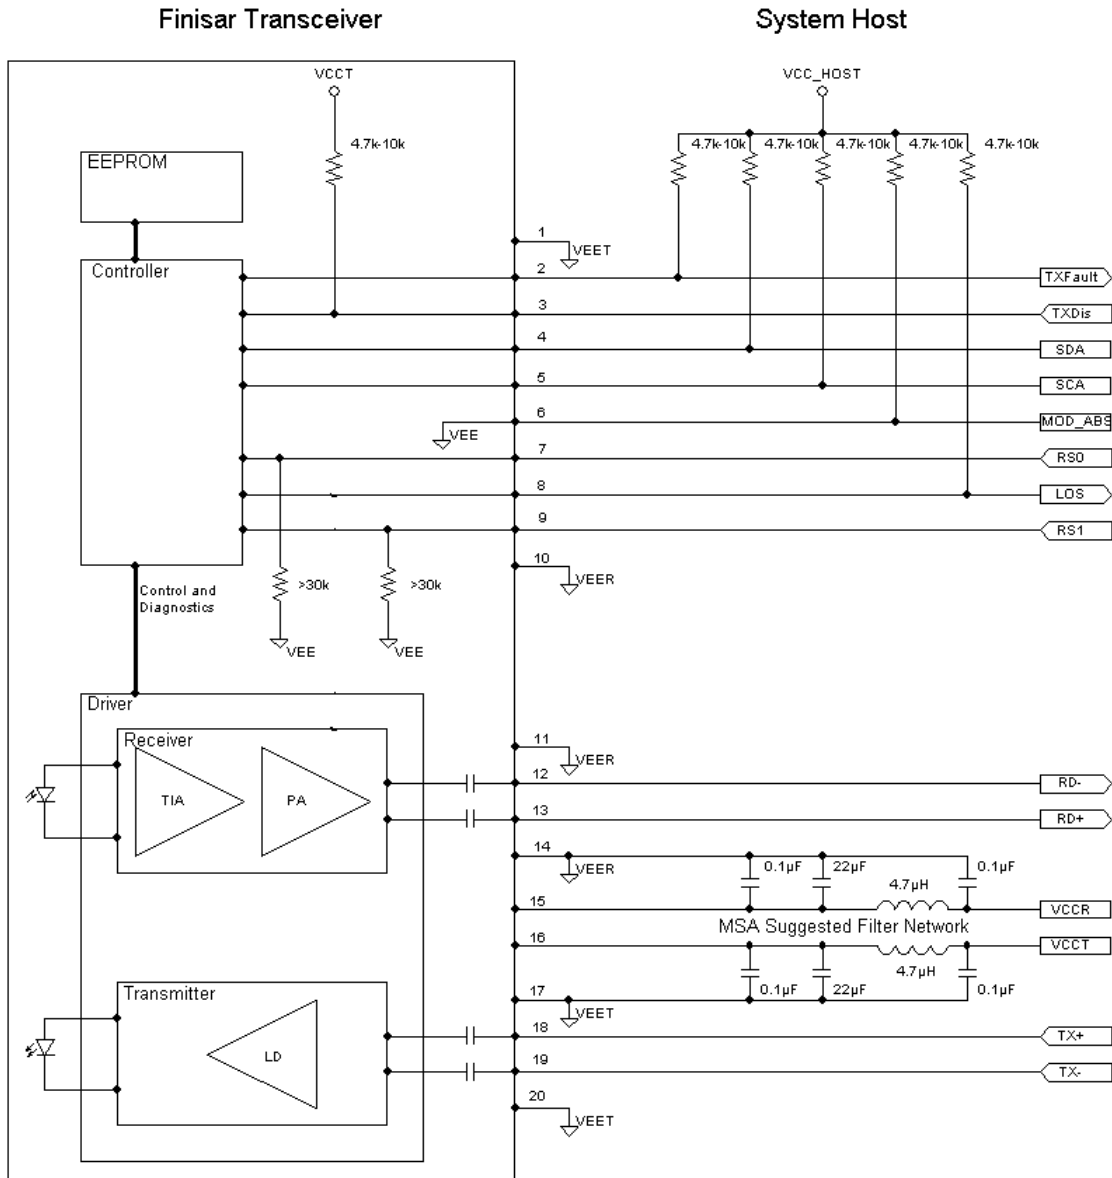 Finisar Transceiver
System Host
VCCT
VCC_HOST
4.7k-10k
4.7k-10k
4.7k-10k
4.7k-10k
4.7k-10k
4.7k-10k
EEPROM
1
VEET
Controller
2
TXFault
3
TXDis
4
SDA
5
SCA
6
VEE
MOD_ABS
7
RS0
8
LOS
9
RS1
10
VEER
>30k
>30k
Control and
Diagnostics
VEE
VEE
Driver
Receiver
11
VEER
TIA
PA
12
RD-
13
RD+
14
VEER
0.1µF
22µF
4.7µH
0.1µF
15
VCCR
MSA Suggested Filter Network
16
VCCT
4.7µH
Transmitter
17
VEET
0.1µF
22µF
0.1µF
18
TX+
LD
19
TX-
20
VEET